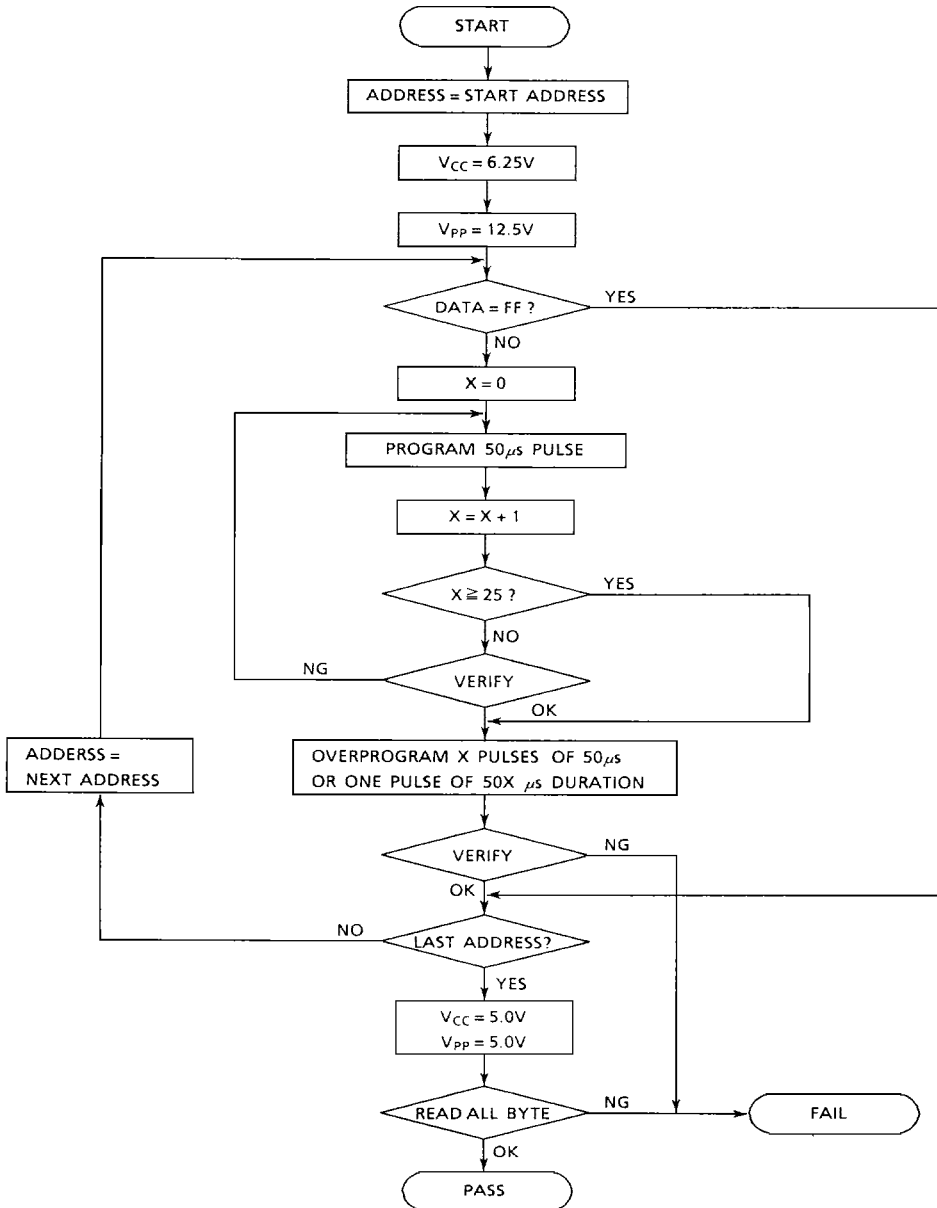 START
ADDRESS = START ADDRESS
VCC = 6.25V
VPP = 12.5V
DATA = FF ?
YES
NO
X = 0
PROGRAM 50μs PULSE
X = X + 1
X ≧ 25 ?
YES
NO
VERIFY
NG
OK
OVERPROGRAM X PULSES OF 50μs
OR ONE PULSE OF 50X μs DURATION
ADDERSS =
NEXT ADDRESS
VERIFY
NG
OK
LAST ADDRESS?
NO
YES
VCC = 5.0V
VPP = 5.0V
READ ALL BYTE
NG
FAIL
OK
PASS